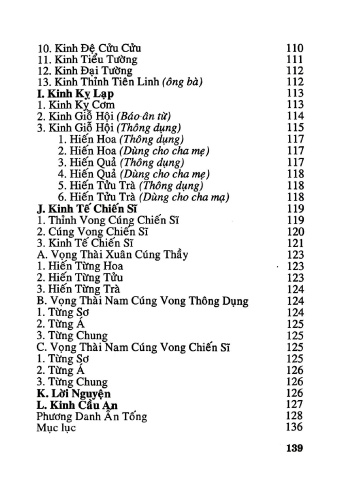 10. Kinh Đệ Cửu Cửu 110
11. Kinh Tiểu Tường 111
12. Kinh Đại Tường 112
13. Kinh Thỉnh Tiên Linh (ông bà) 112
I. Kinh Kỵ Lạp 113
1. Kinh Kỵ Cơm 113
2. Kinh Giỗ Hội (Báo-ân từ) 114
3. Kinh Giỗ Hội (Thông dụng) 115
1. Hiến Hoa (Thông dụng) 117
2. Hiến Hoa (Dùng cho cha mẹ) 117
3. Hiến Quả (Thông dụng) 117
4. Hiến Quả (Dùng cho cha mẹ) 118
5. Hiến Tửu Trà (Thông dụng) 118
6. Hiến Tửu Trà (Dùng cho cha mạ) 118
J. Kinh Tế Chiến Sĩ 119
1. Thỉnh Vong Cúng Chiến Sĩ 119
2. Cúng Vong Chiến Sĩ 120
3. Kinh Tế Chiến Sĩ 121
A. Vọng Thài Xuân Cúng Thầy 123
1. Hiến Từng Hoa 123
2. Hiến Từng Tửu 123
3. Hiến Từng Trà 124
B. Vọng Thài Nam Cúng Vong Thông Dụng 124
1. Từng Sơ 124
2. Từng Á 125
3. Từng Chung 125
C. Vọng Thài Nam Cúng Vong Chiến Sĩ 125
1. Từng Sơ 125
2. Từng Á 126
3. Từng Chung 126
K. Lời Nguyện 126
L. Kinh Cầu An 127
Phương Danh Ấn Tống 128
Mục lục 136
139